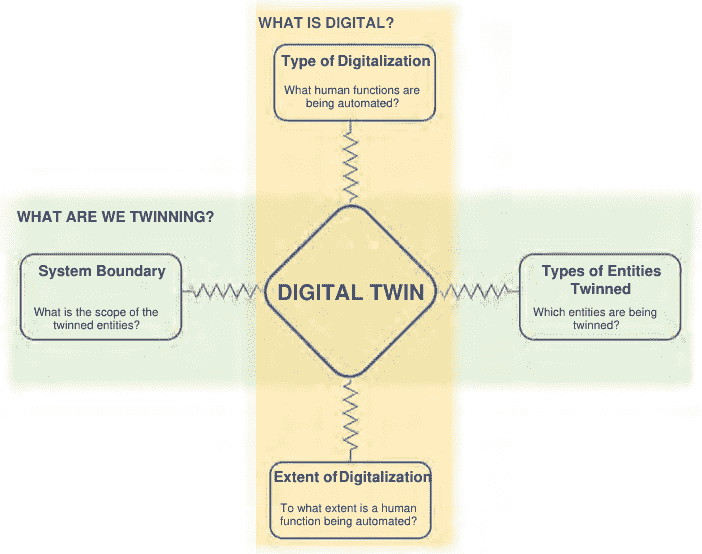 WHAT IS DIGITAL?
Type of Digitalization
What human functions are
being automated?
WHAT ARE WE TWINNING?
System Boundary
What is the scope of the
twinned entities?
DIGITAL TWIN
Types of Entities
Twinned
Which entities are being
twinned?
Extent of Digitalization
To what extent is a human
function being automated?